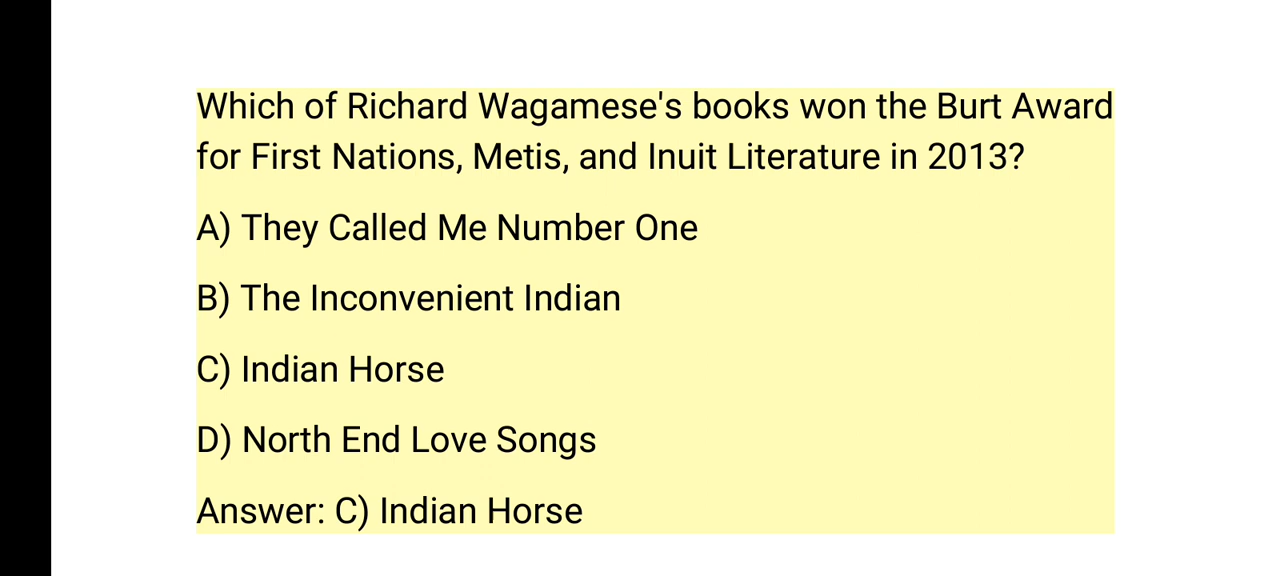 Which of Richard Wagamese's books won the Burt Award
for First Nations, Metis, and Inuit Literature in 2013?
A) They Called Me Number One
B) The Inconvenient Indian
C) Indian Horse
D) North End Love Songs
Answer: C) Indian Horse